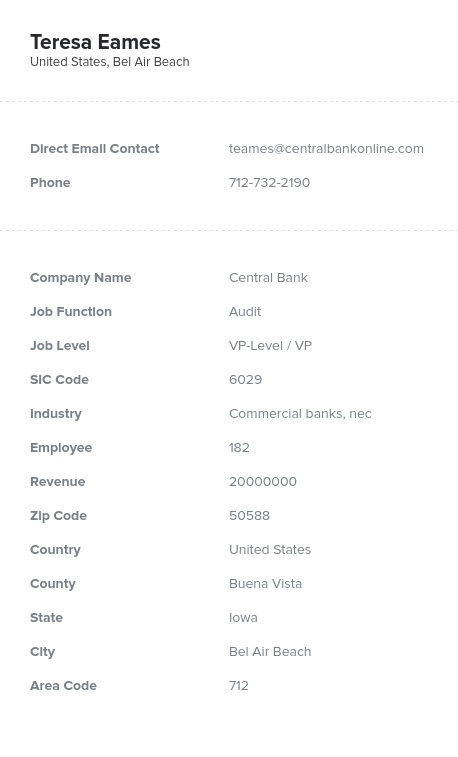 Teresa Eames
United States, Bel Air Beach
Direct Email Contact teames@centralbankonline.com
Phone 712-732-2190
Company Name Central Bank
Job Function Audit
Job Level VP-Level / VP
SIC Code 6029
Industry Commercial banks, nec
Employee 182
Revenue 20000000
Zip Code 50588
Country United States
County Buena Vista
State Iowa
City Bel Air Beach
Area Code 712